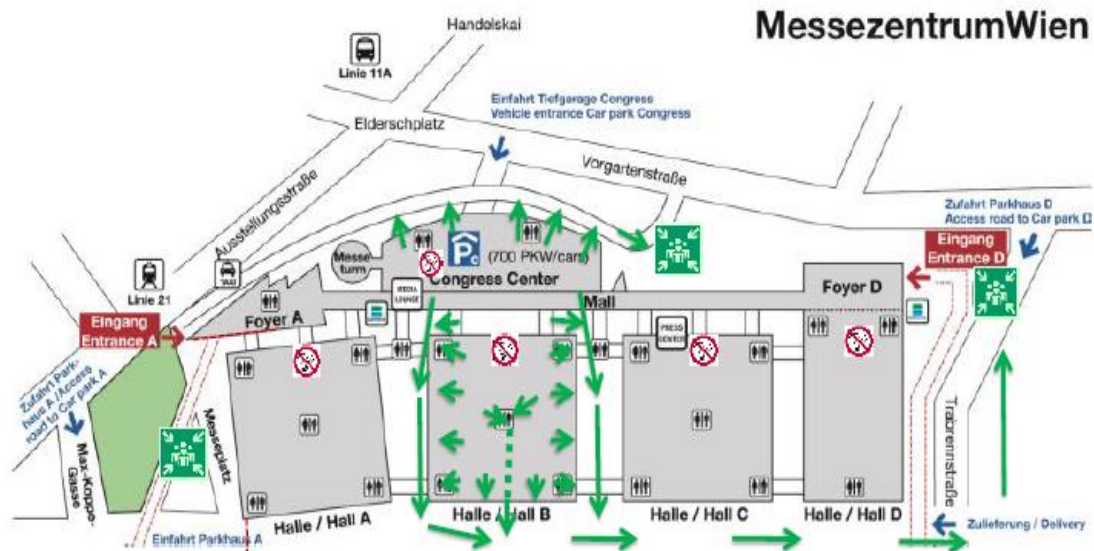 MessezentrumWien
Handelskai
Linie 11A
Einfahrt Tiefgarage Congress
Vehicle entrance Car park Congress
Elderschplatz
Vorgartenstraße
Ausstellungsstraße
Zufahrt Parkhaus D
Access road to Car park D
Eingang
Entrance D
Messe
turm
P
C
(700 PKW/cars)
Congress Center
TAXI
Linie 21
MEDIA
LOUNGE
Mall
Foyer D
Foyer A
Eingang
Entrance A
PRESS
CENTER
Zufahrt Park-
haus A /Access
road to Car park A
Messeplatz
Max-Koppe-
Gasse
Halle / Hall A
Halle / Hall B
Halle / Hall C
Halle / Hall D
Zulieferung / Delivery
Einfahrt Parkhaus A